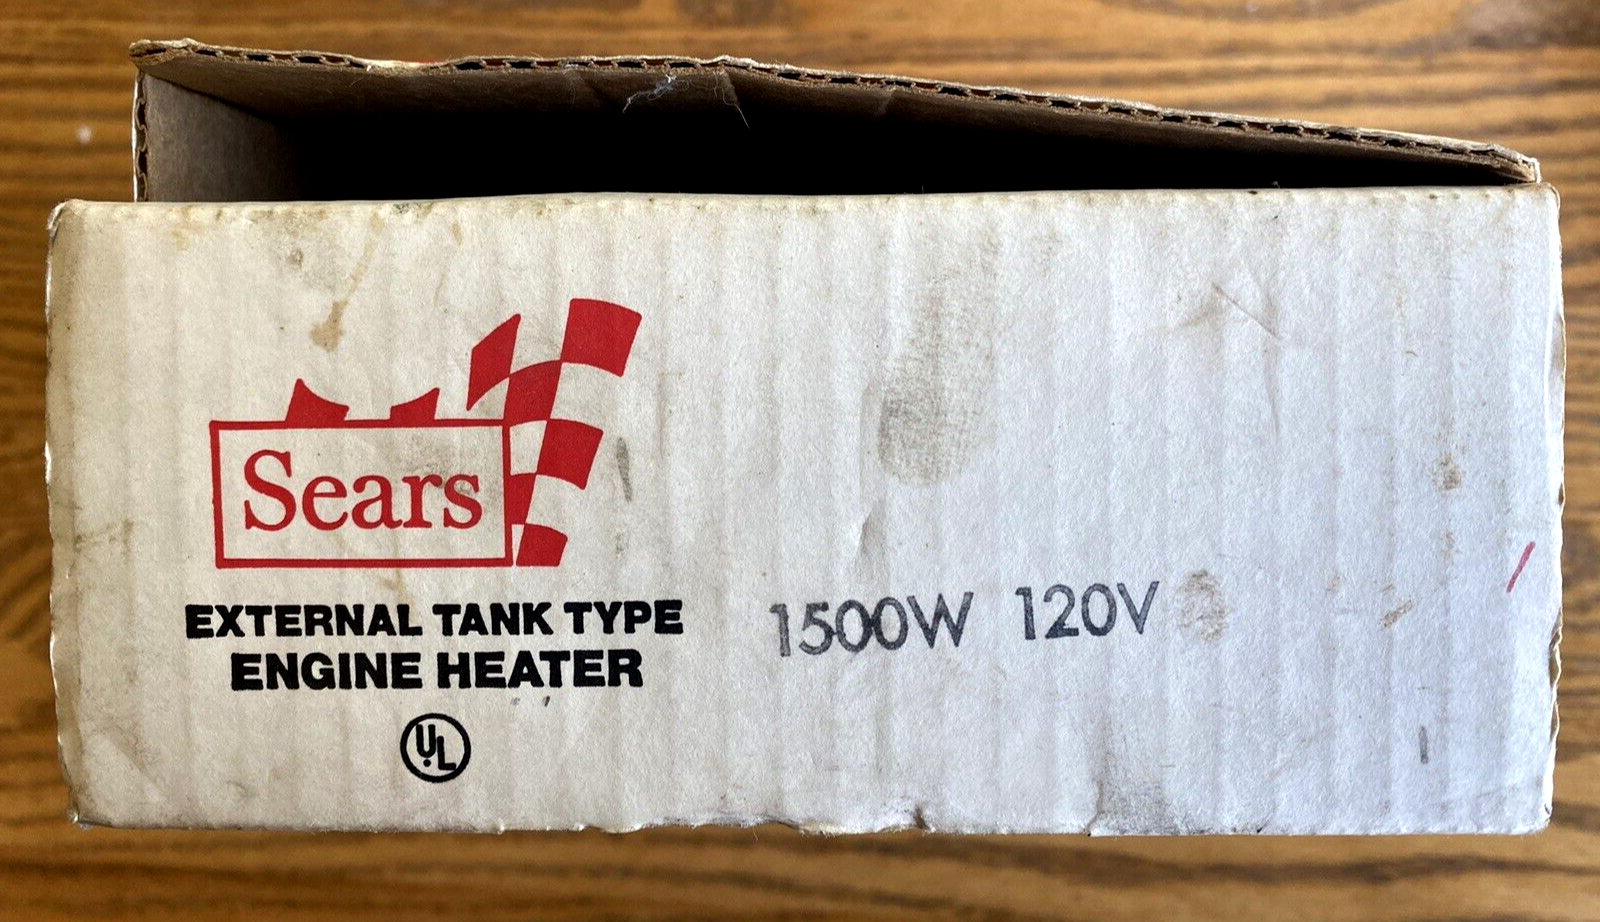 Sears
EXTERNAL TANK TYPE
ENGINE HEATER
UL
1500W 120V